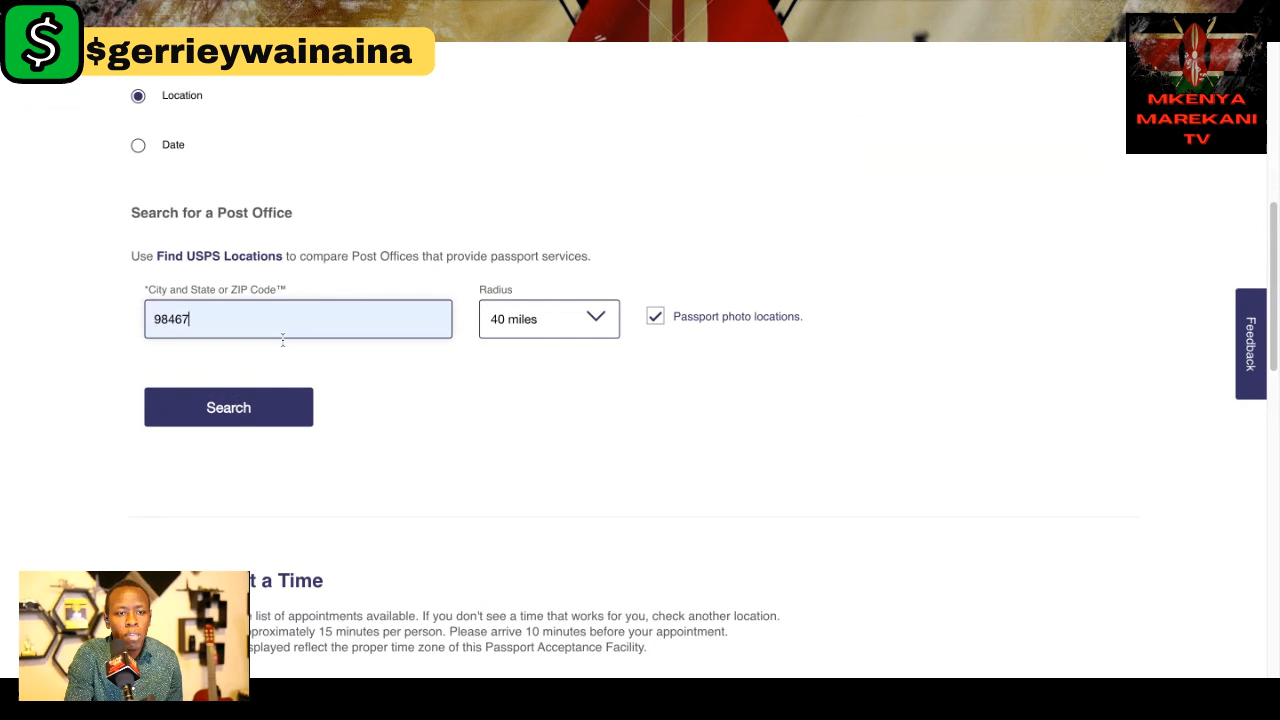 $gerrieywainaina
MKENYA
MAREKANI
TV
Location
Date
Search for a Post Office
Use Find USPS Locations to compare Post Offices that provide passport services.
*City and State or ZIP Code™
Radius
98467
40 miles
Passport photo locations.
Feedback
Search
t a Time
list of appointments available. If you don't see a time that works for you, check another location.
proximately 15 minutes per person. Please arrive 10 minutes before your appointment.
splayed reflect the proper time zone of this Passport Acceptance Facility.